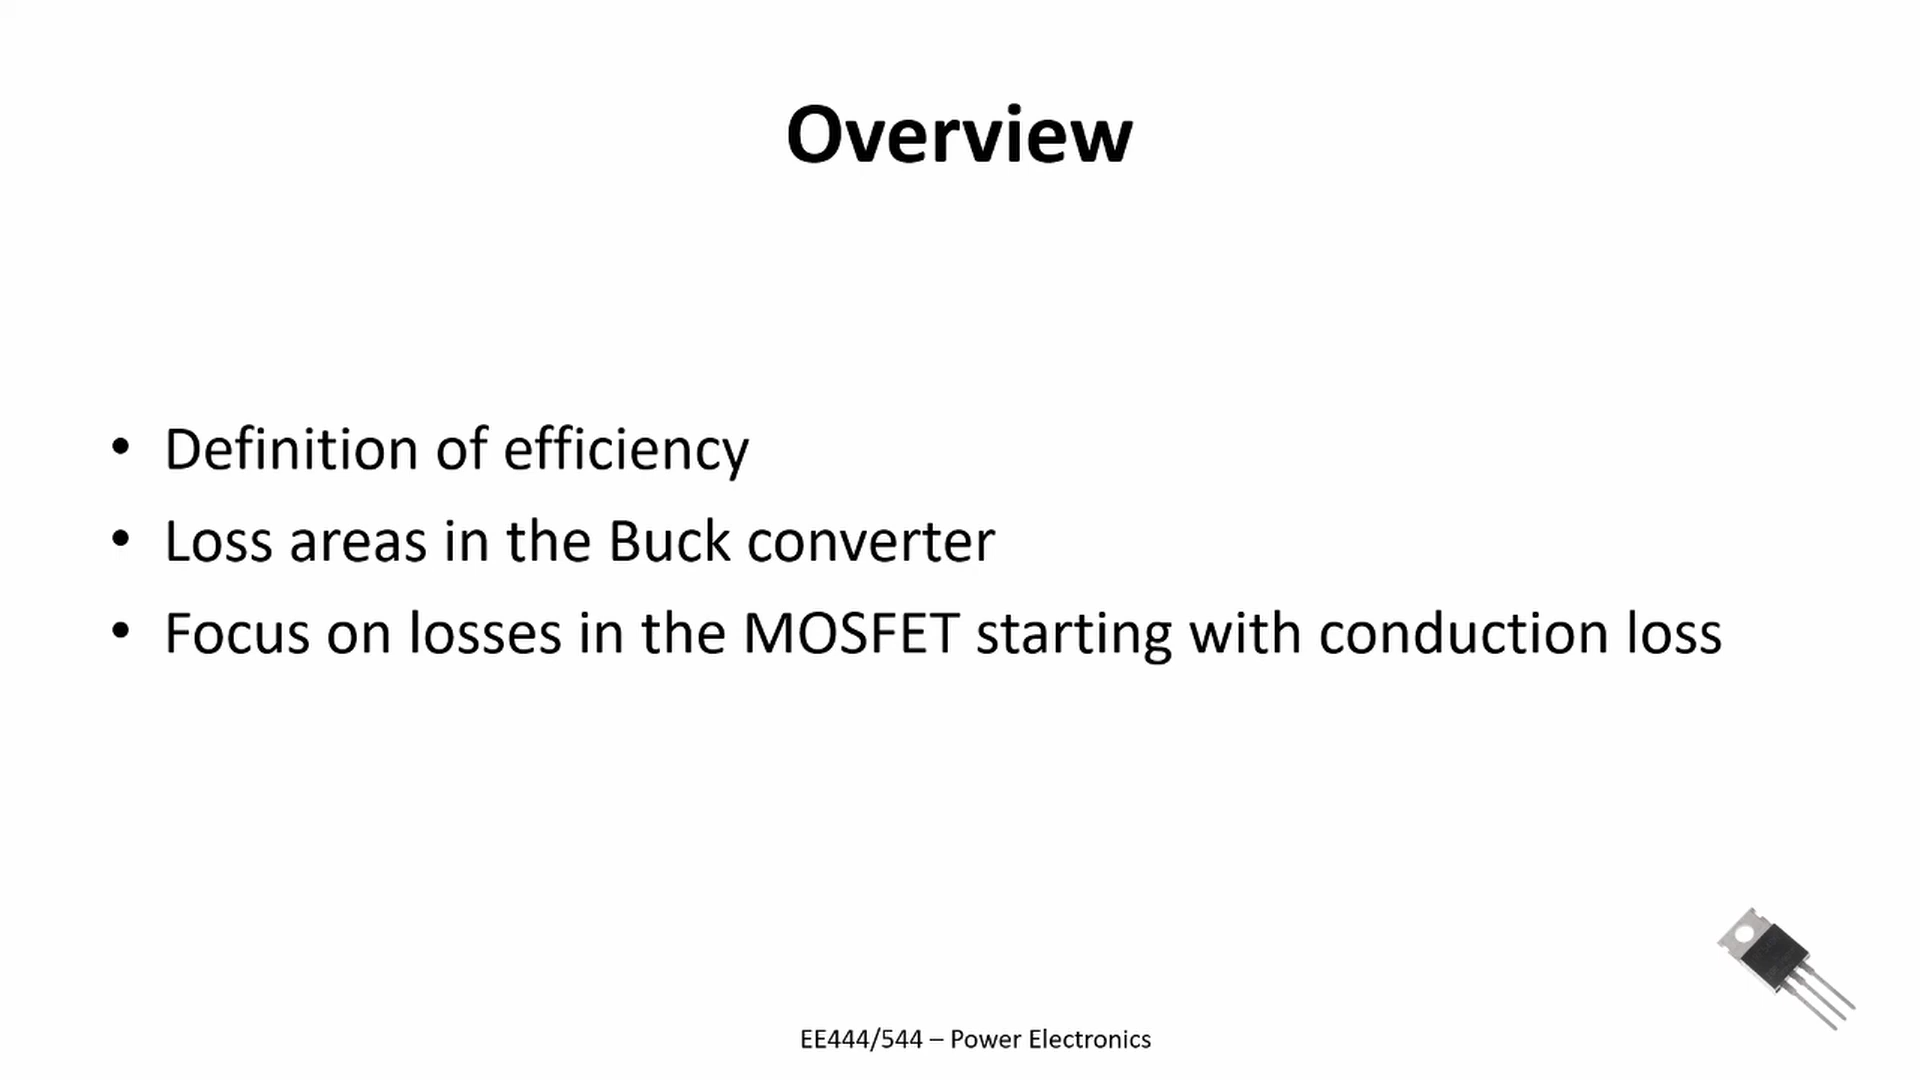 Overview
• Definition of efficiency
• Loss areas in the Buck converter
• Focus on losses in the MOSFET starting with conduction loss
EE444/544 – Power Electronics